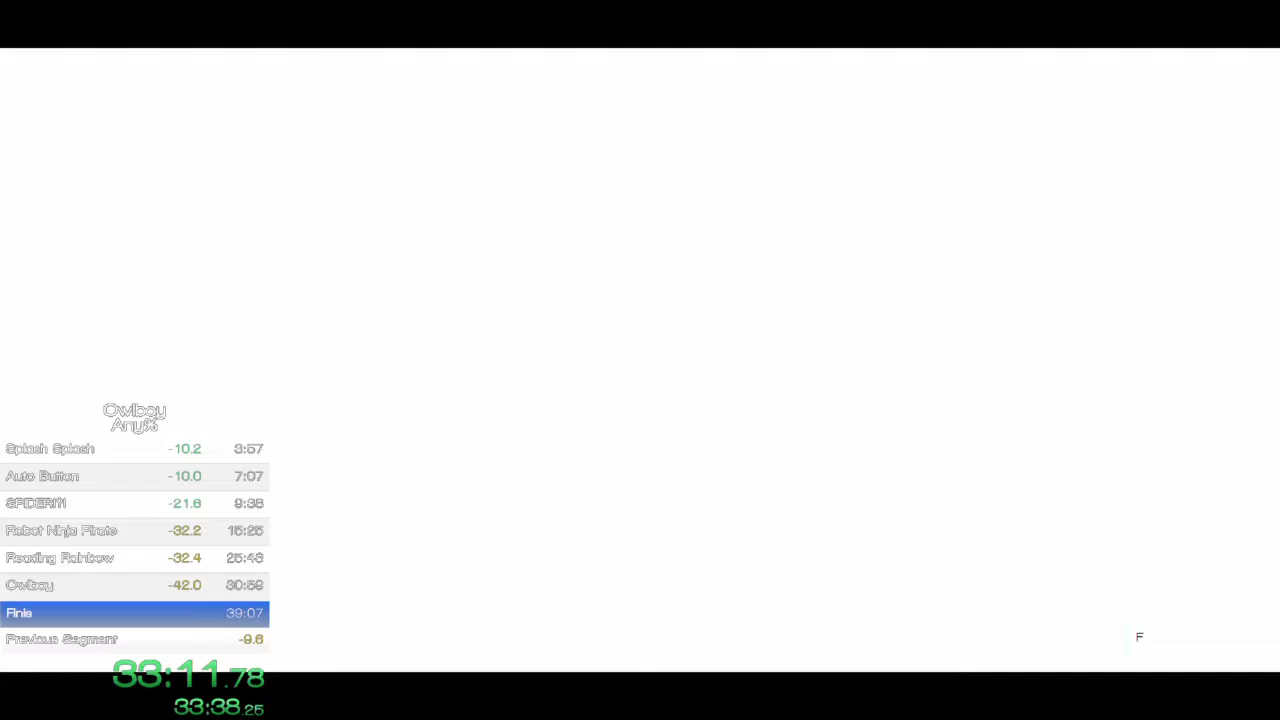 Owlboy
Any%
Splash Splash -10.2 3:57
Auto Button -10.0 7:07
SPIDER!?! -21.6 9:38
Robot Ninja Pirate -32.2 15:25
Reading Rainbow -32.4 25:43
Owlboy -42.0 30:59
Finis 39:07
Previous Segment -9.6
F
33:11.78
33:38.25